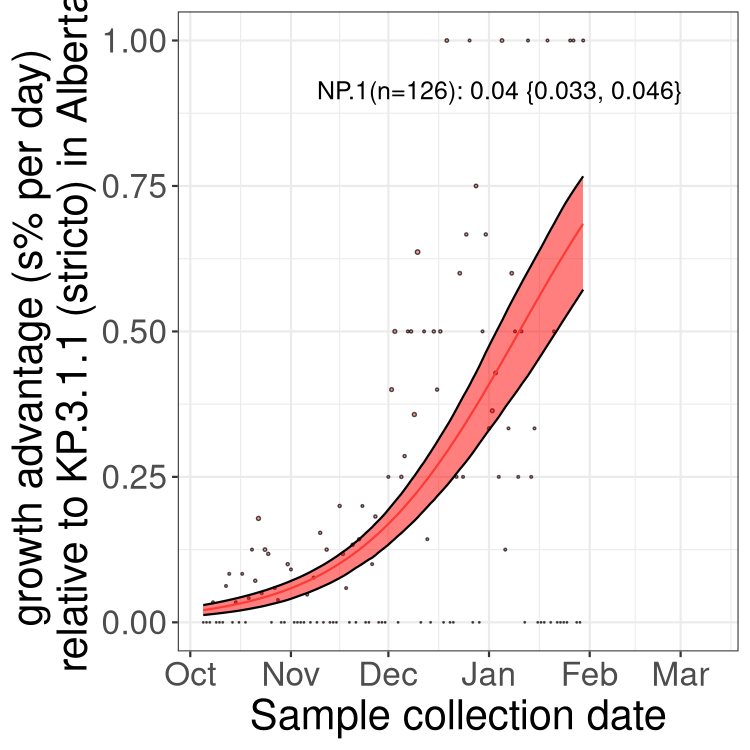 growth advantage (s% per day)
relative to KP.3.1.1 (stricto) in Alberta
1.00
0.75
0.50
0.25
0.00
NP.1(n=126): 0.04 {0.033, 0.046}
Oct Nov Dec Jan Feb Mar
Sample collection date